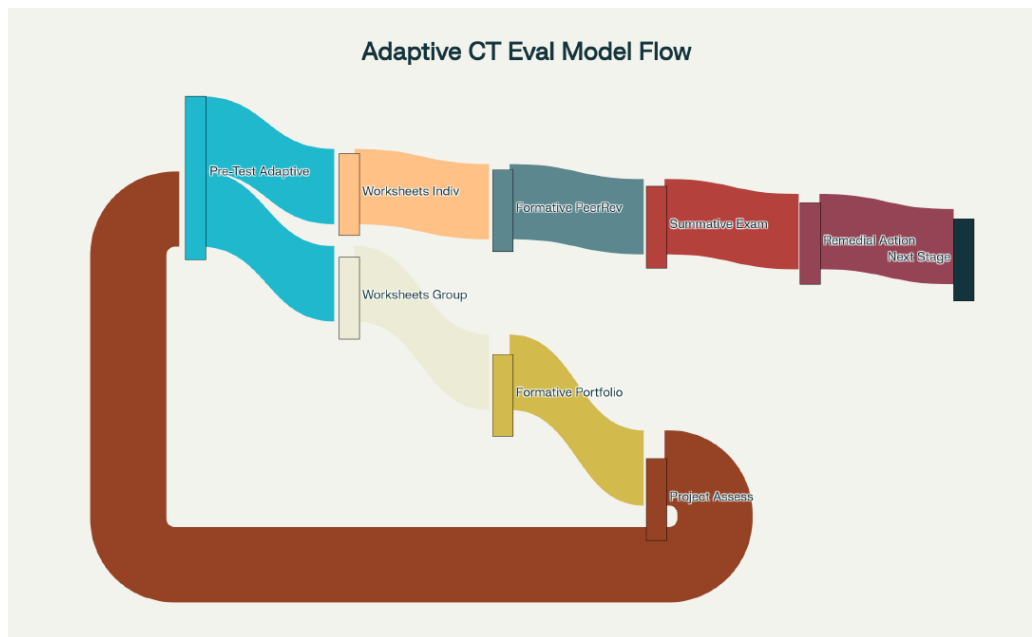 Adaptive CT Eval Model Flow
Pre-Test Adaptive
Worksheets Indiv
Formative PeerRev
Summative Exam
Remedial Action
Next Stage
Worksheets Group
Formative Portfolio
Project Assess